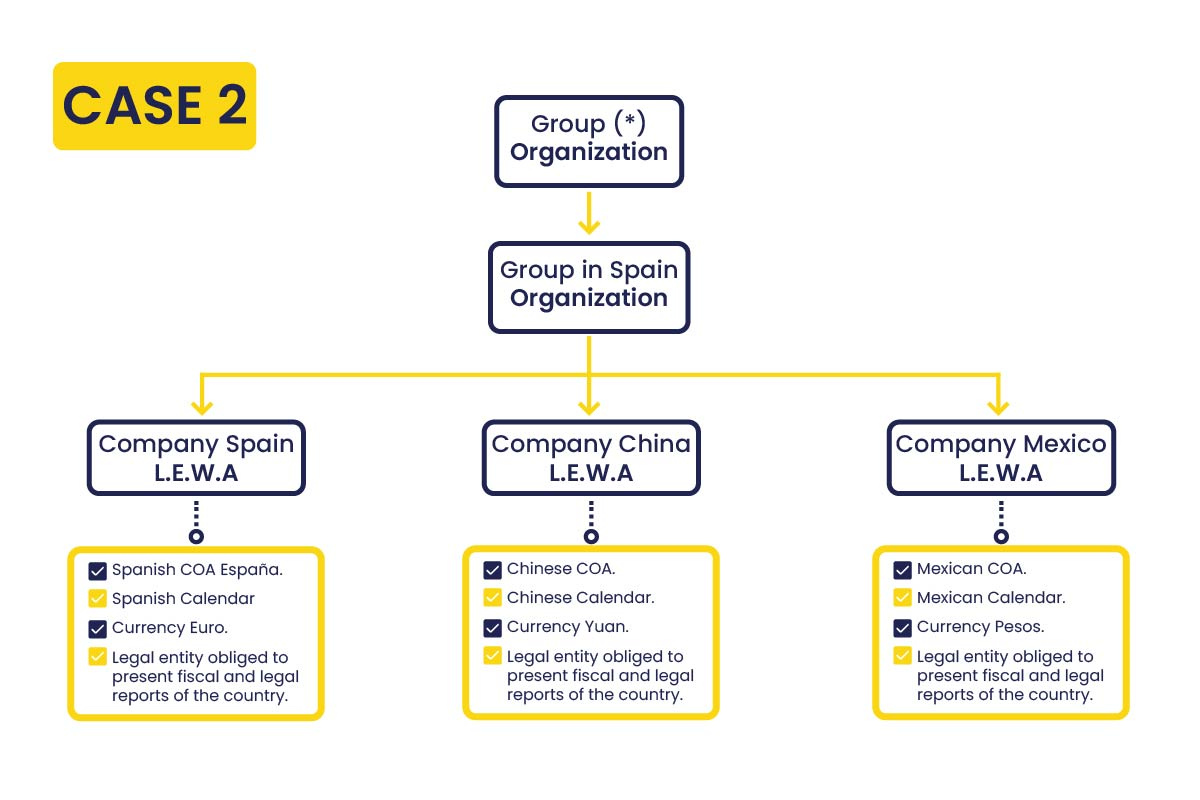 CASE 2
Group (*)
Organization
Group in Spain
Organization
Company Spain
L.E.W.A
Company China
L.E.W.A
Company Mexico
L.E.W.A
Spanish COA España.
Spanish Calendar
Currency Euro.
Legal entity obliged to
present fiscal and legal
reports of the country.
Chinese COA.
Chinese Calendar.
Currency Yuan.
Legal entity obliged to
present fiscal and legal
reports of the country.
Mexican COA.
Mexican Calendar.
Currency Pesos.
Legal entity obliged to
present fiscal and legal
reports of the country.